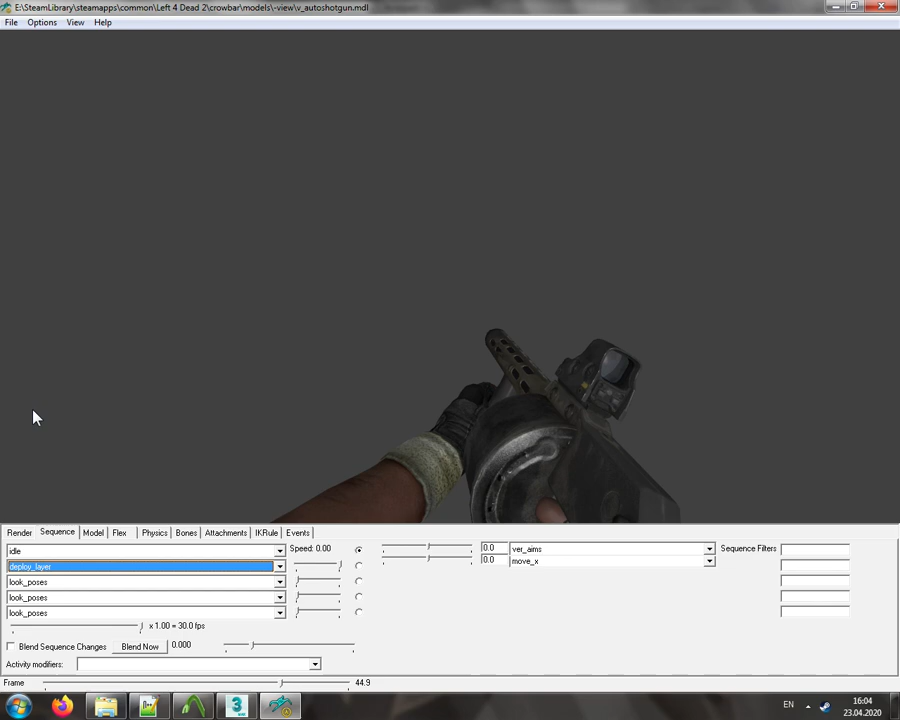 E:\SteamLibrary\steamapps\common\Left 4 Dead 2\crowbar\models\-view\v_autoshotgun.mdl
File Options View Help
Render Sequence Model Flex Physics Bones Attachments IKRule Events
idle Speed: 0.00 0.0 ver_aims Sequence Filters
deploy_layer 0.0 move_x
look_poses
look_poses
look_poses
x 1.00 = 30.0 fps
Blend Sequence Changes Blend Now 0.000
Activity modifiers:
Frame 44.9
EN 16:04
23.04.2020